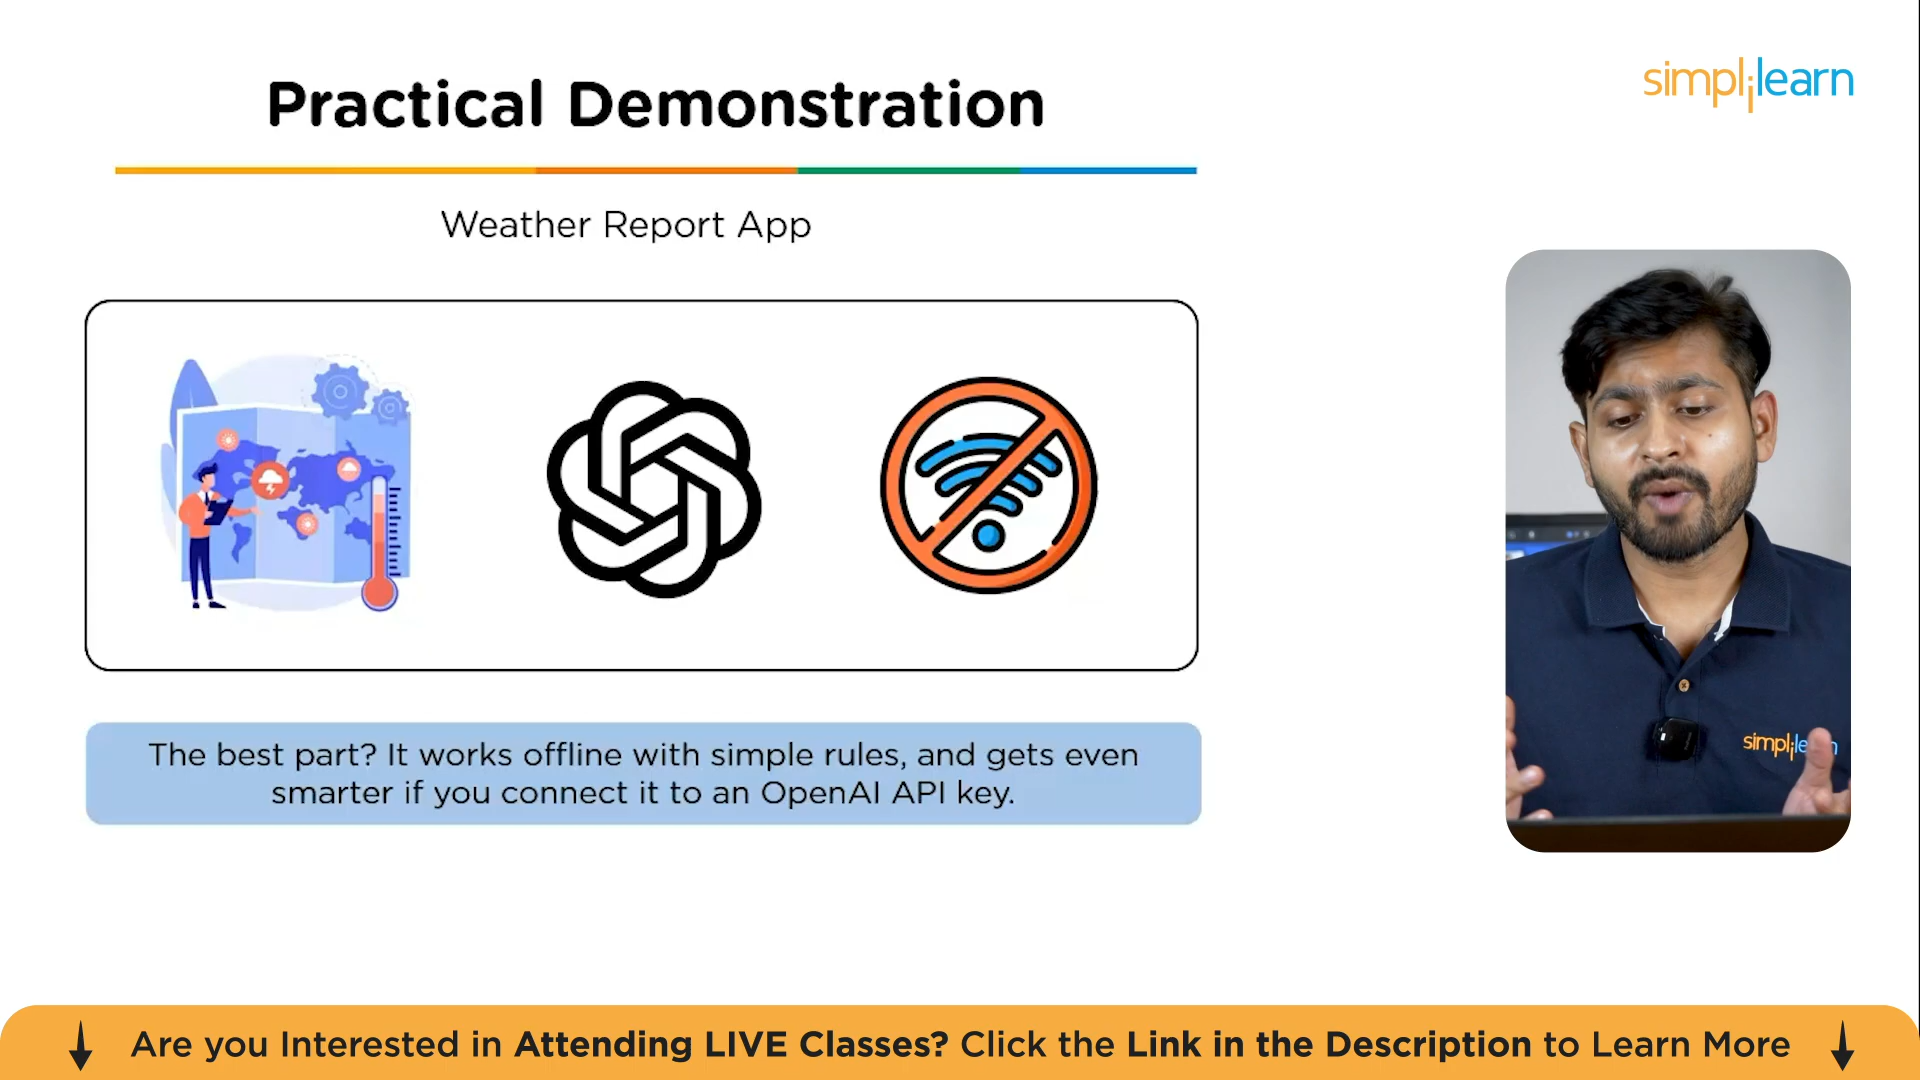 Practical Demonstration
simplilearn
Weather Report App
The best part? It works offline with simple rules, and gets even
smarter if you connect it to an OpenAI API key.
Are you Interested in Attending LIVE Classes? Click the Link in the Description to Learn More